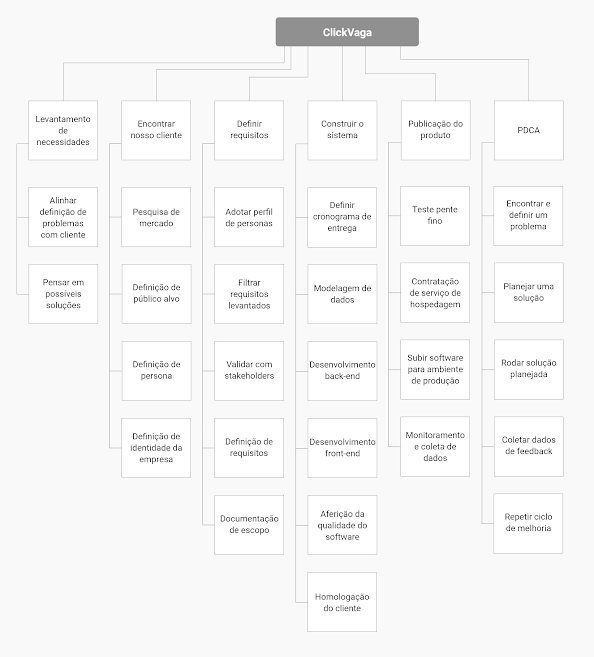 ClickVaga
Levantamento
de
necessidades
Alinhar
definição de
problemas
com cliente
Pensar em
possíveis
soluções
Encontrar
nosso cliente
Pesquisa de
mercado
Definição de
público alvo
Definição de
persona
Definição de
identidade da
empresa
Definir
requisitos
Adotar perfil
de personas
Filtrar
requisitos
levantados
Validar com
stakeholders
Definição de
requisitos
Documentação
de escopo
Construir o
sistema
Definir
cronograma de
entrega
Modelagem de
dados
Desenvolvimento
back-end
Desenvolvimento
front-end
Aferição da
qualidade do
software
Homologação
do cliente
Publicação do
produto
Teste pente
fino
Contratação
de serviço de
hospedagem
Subir software
para ambiente
de produção
Monitoramento
e coleta de
dados
PDCA
Encontrar e
definir um
problema
Planejar uma
solução
Rodar solução
planejada
Coletar dados
de feedback
Repetir ciclo
de melhoria